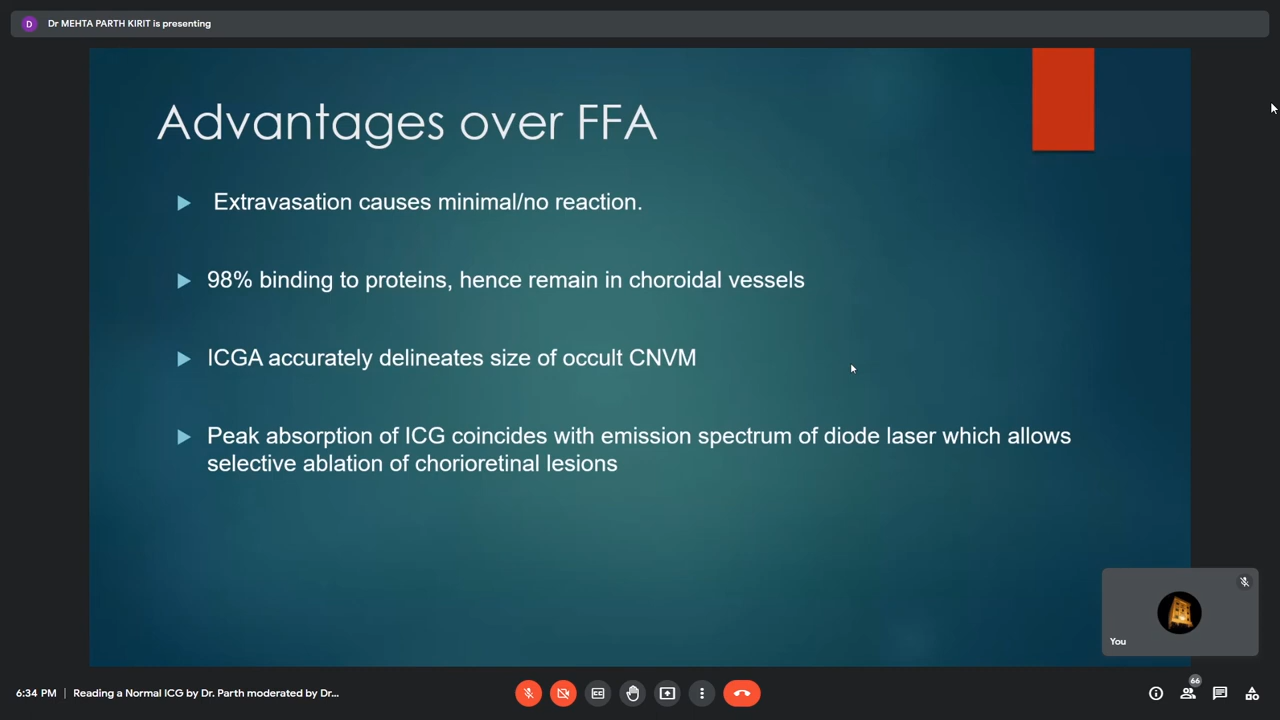 D Dr MEHTA PARTH KIRIT is presenting
Advantages over FFA
Extravasation causes minimal/no reaction.
98% binding to proteins, hence remain in choroidal vessels
ICGA accurately delineates size of occult CNVM
Peak absorption of ICG coincides with emission spectrum of diode laser which allows
selective ablation of chorioretinal lesions
You
66
6:34 PM | Reading a Normal ICG by Dr. Parth moderated by Dr...